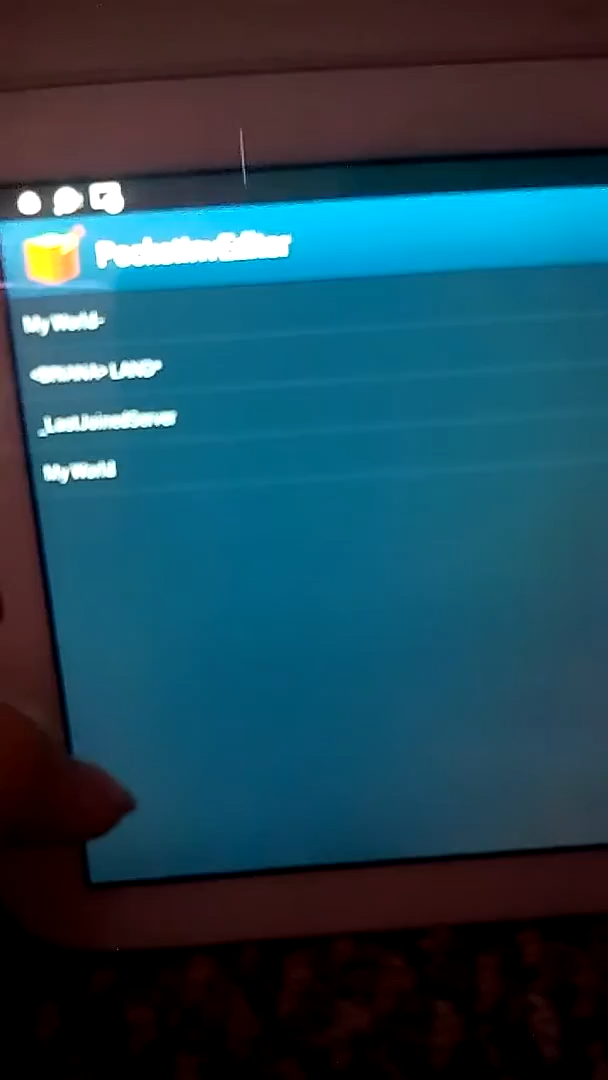 PocketInvEditor
My World-
LAND*
_LastJoinedServer
My World